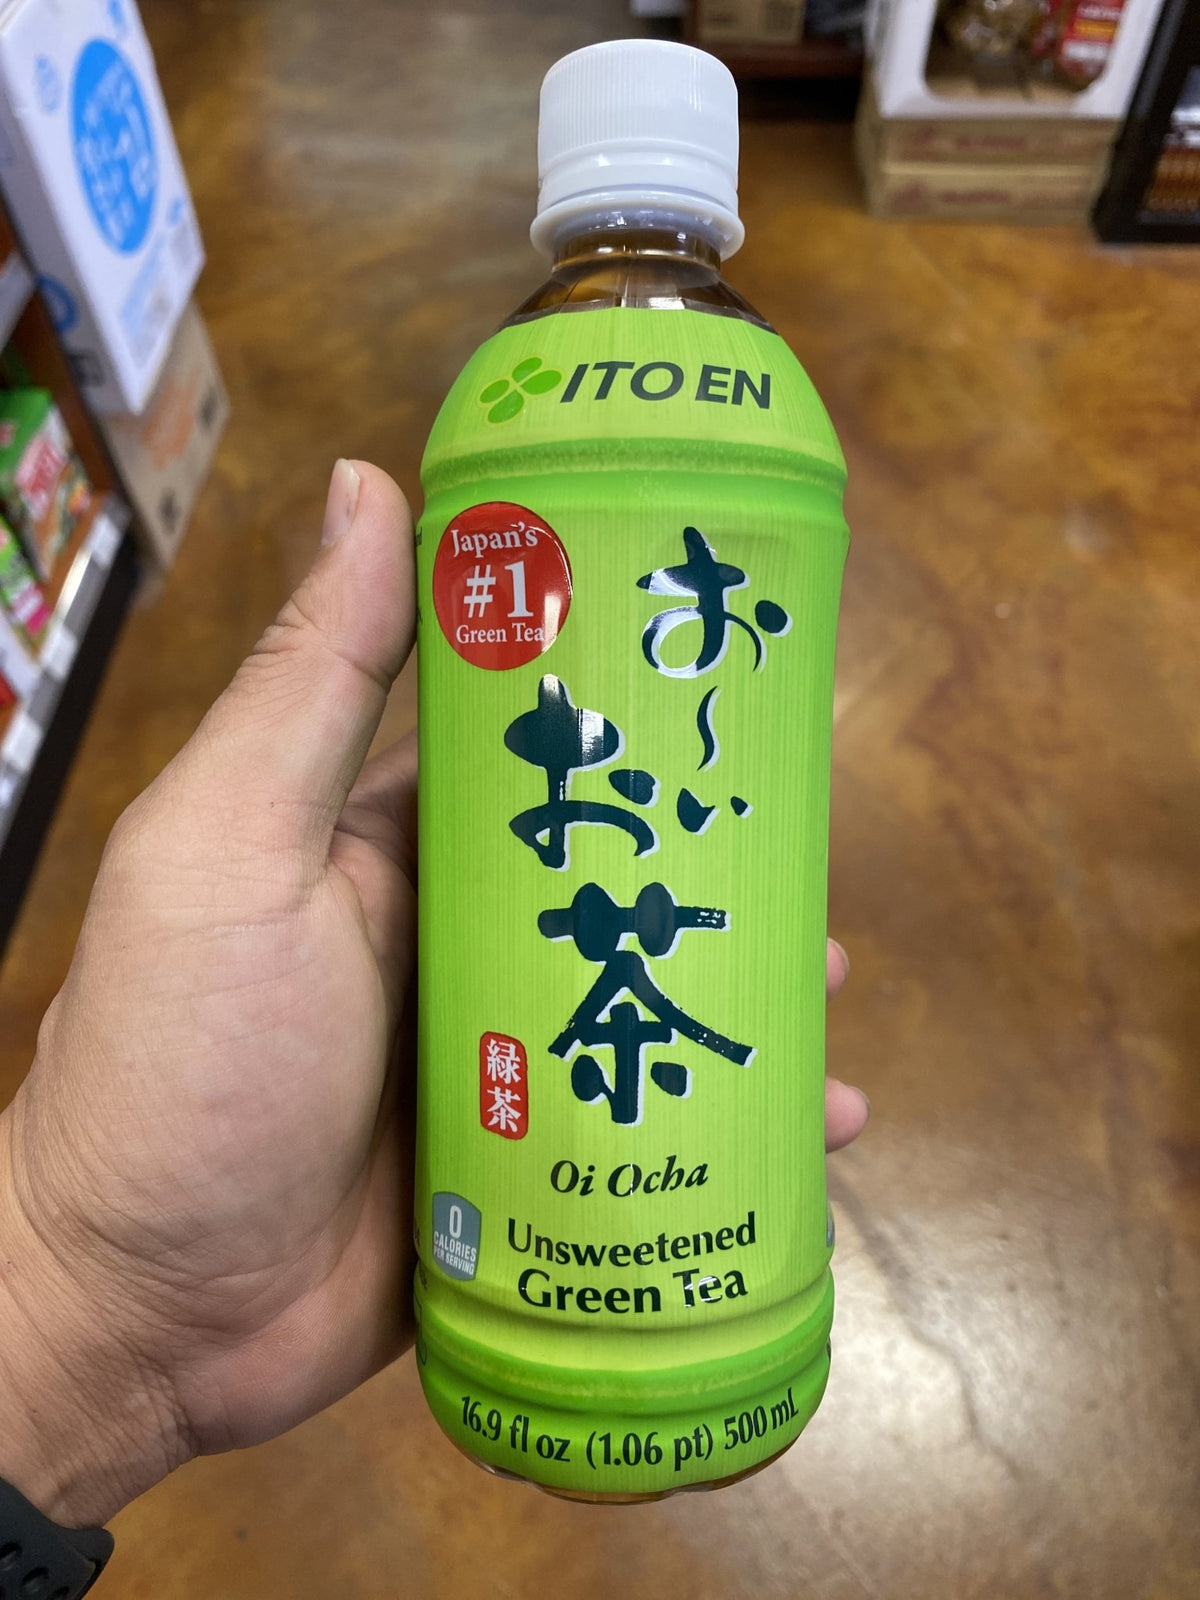 ITO EN
Japan's
#1
Green Tea
お～い
お茶
緑茶
Oi Ocha
0
CALORIES
PER SERVING
Unsweetened
Green Tea
16.9 fl oz (1.06 pt) 500 mL